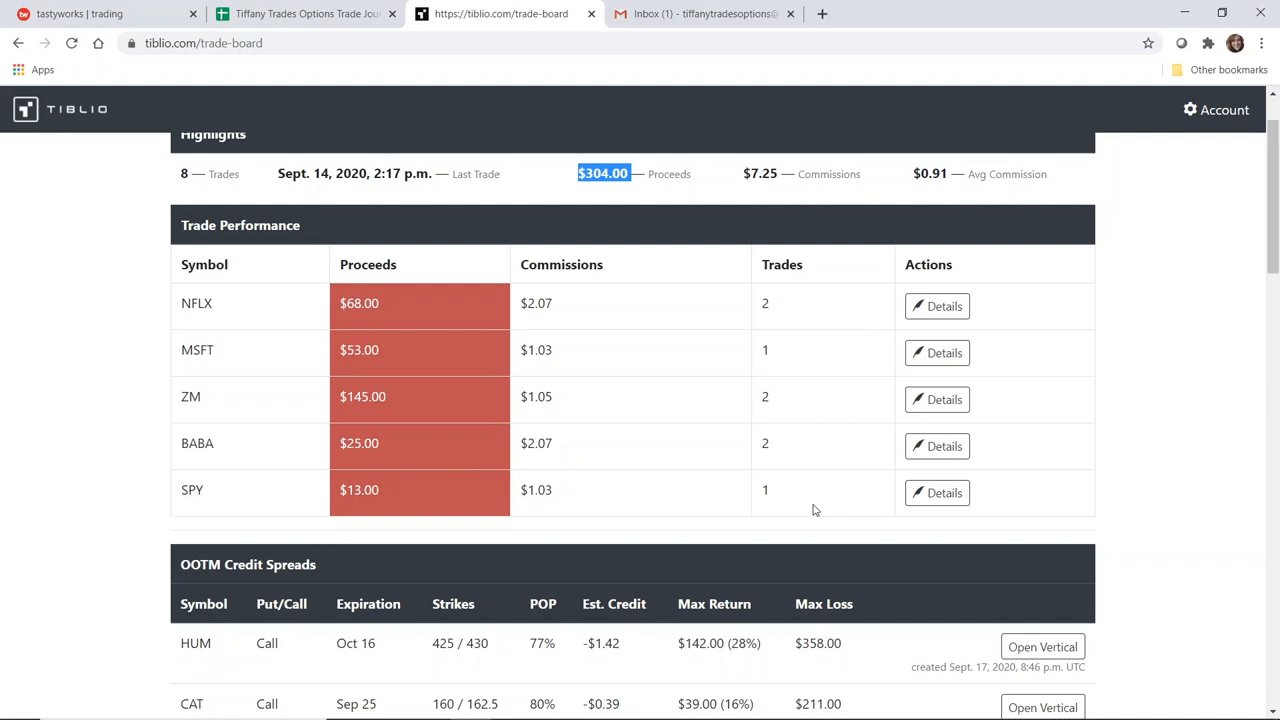 tastyworks | trading
Tiffany Trades Options Trade Jou
https://tiblio.com/trade-board
Inbox (1) - tiffanytradesoptions@
tiblio.com/trade-board
Apps
Other bookmarks
TIBLIO
Account
Highlights
8 — Trades Sept. 14, 2020, 2:17 p.m. — Last Trade $304.00 — Proceeds $7.25 — Commissions $0.91 — Avg Commission
Trade Performance
Symbol Proceeds Commissions Trades Actions
NFLX $68.00 $2.07 2 Details
MSFT $53.00 $1.03 1 Details
ZM $145.00 $1.05 2 Details
BABA $25.00 $2.07 2 Details
SPY $13.00 $1.03 1 Details
OOTM Credit Spreads
Symbol Put/Call Expiration Strikes POP Est. Credit Max Return Max Loss
HUM Call Oct 16 425 / 430 77% -$1.42 $142.00 (28%) $358.00 Open Vertical
created Sept. 17, 2020, 8:46 p.m. UTC
CAT Call Sep 25 160 / 162.5 80% -$0.39 $39.00 (16%) $211.00 Open Vertical